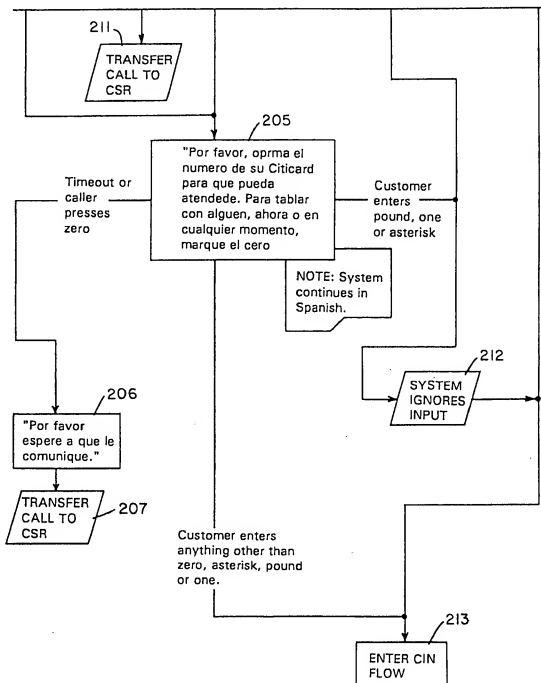 211
TRANSFER
CALL TO
CSR
205
"Por favor, oprma el
numero de su Citicard
para que pueda
atendede. Para tablar
con alguen, ahora o en
cualquier momento,
marque el cero
Timeout or
caller
presses
zero
Customer
enters
pound, one
or asterisk
NOTE: System
continues in
Spanish.
212
SYSTEM
IGNORES
INPUT
206
"Por favor
espere a que le
comunique."
TRANSFER
CALL TO
CSR
207
Customer enters
anything other than
zero, asterisk, pound
or one.
213
ENTER CIN
FLOW